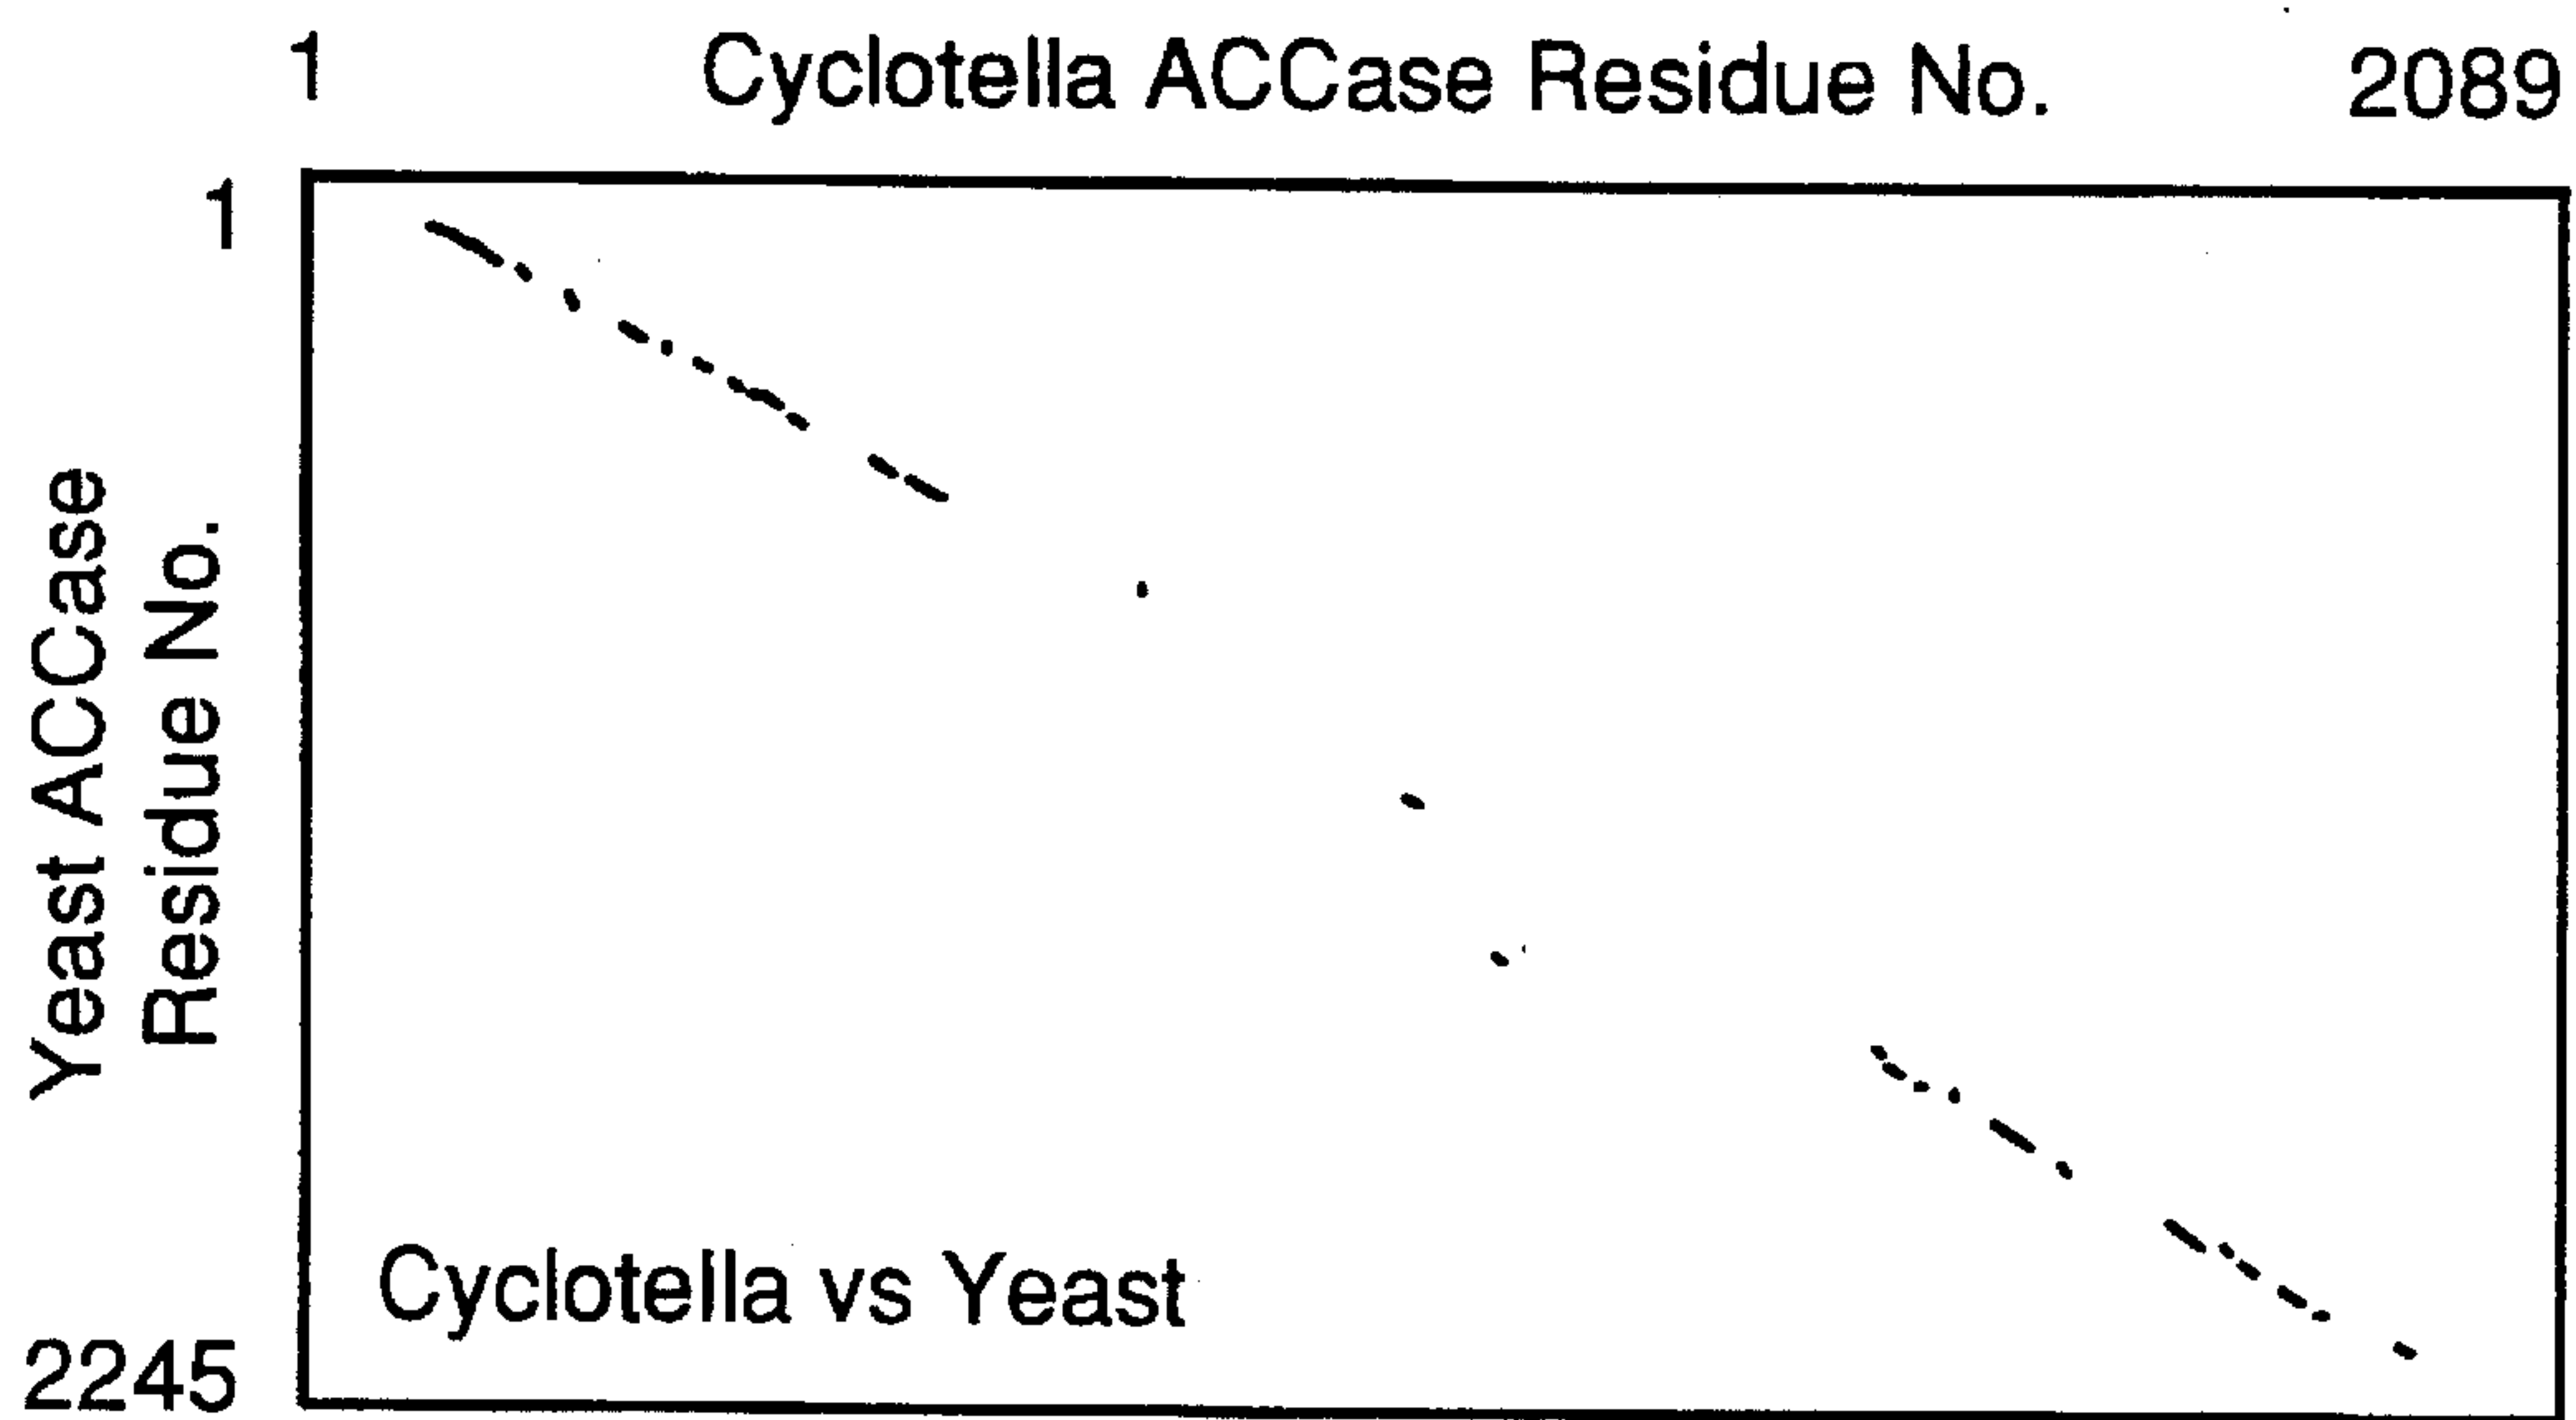 1 Cyclotella ACCase Residue No. 2089
1
Yeast ACCase
Residue No.
Cyclotella vs Yeast
2245